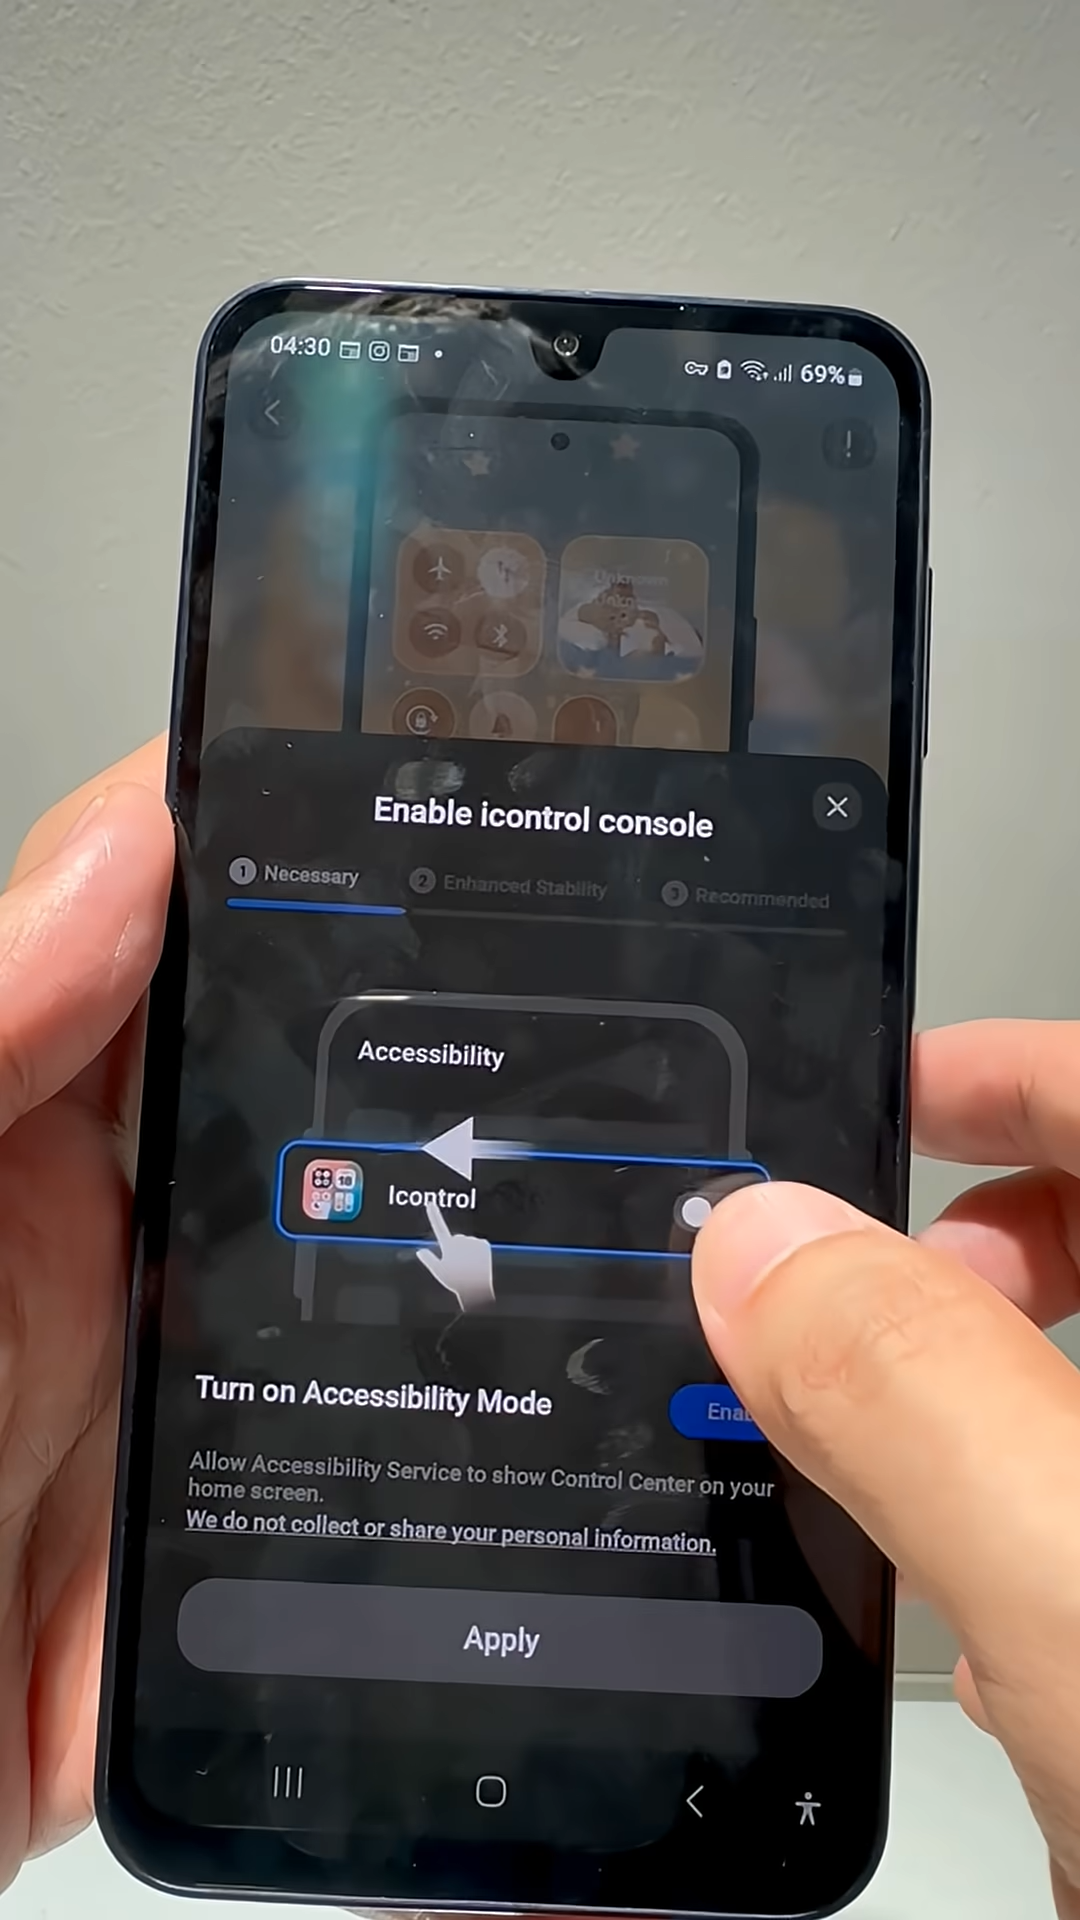 04:30
69%
Unknown
Enable icontrol console
1 Necessary
2 Enhanced Stability
3 Recommended
Accessibility
18
Icontrol
Turn on Accessibility Mode
Allow Accessibility Service to show Control Center on your
home screen.
We do not collect or share your personal information.
Apply